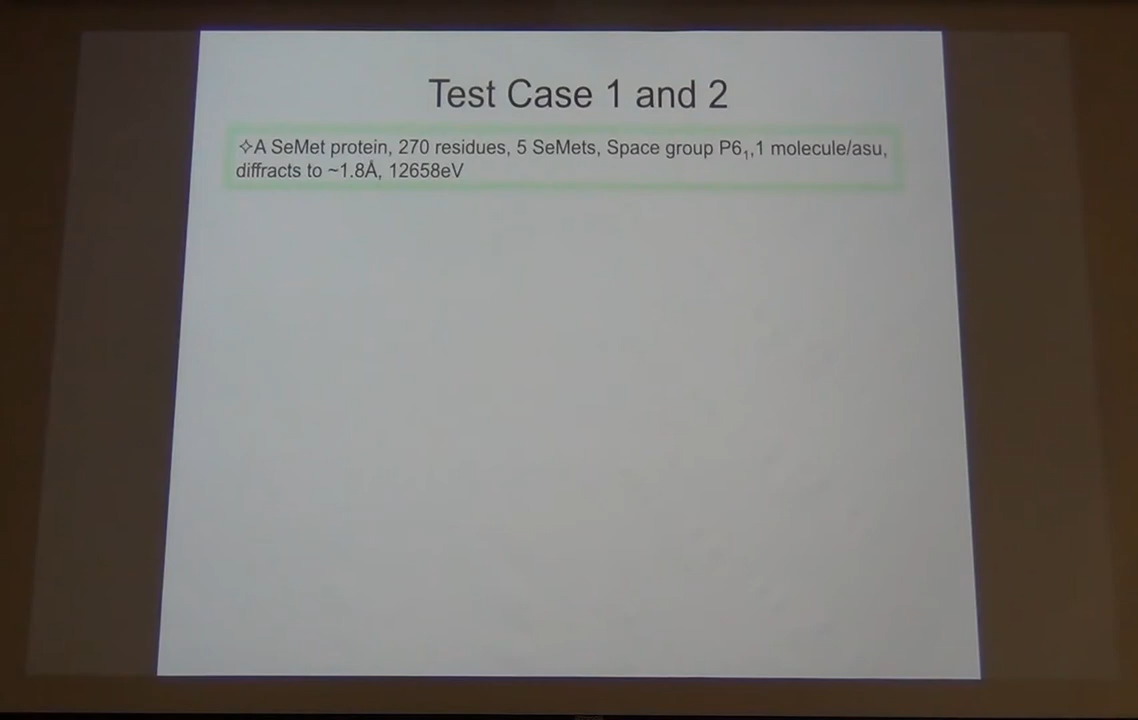 Test Case 1 and 2
✧A SeMet protein, 270 residues, 5 SeMets, Space group P6₁,,1 molecule/asu,
diffracts to ~1.8Å, 12658eV